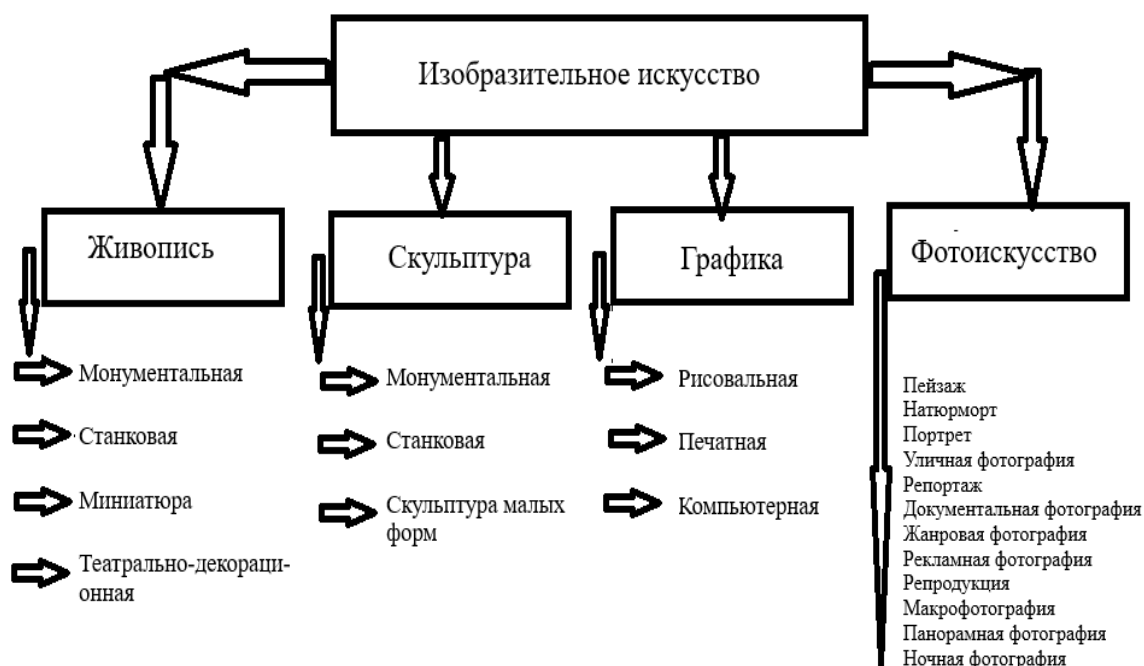 Изобразительное искусство
Живопись
Монументальная
Станковая
Миниатюра
Театрально-декораци-
онная
Скульптура
Монументальная
Станковая
Скульптура малых
форм
Графика
Рисовальная
Печатная
Компьютерная
Фотоискусство
Пейзаж
Натюрморт
Портрет
Уличная фотография
Репортаж
Документальная фотография
Жанровая фотография
Рекламная фотография
Репродукция
Макрофотография
Панорамная фотография
Ночная фотография